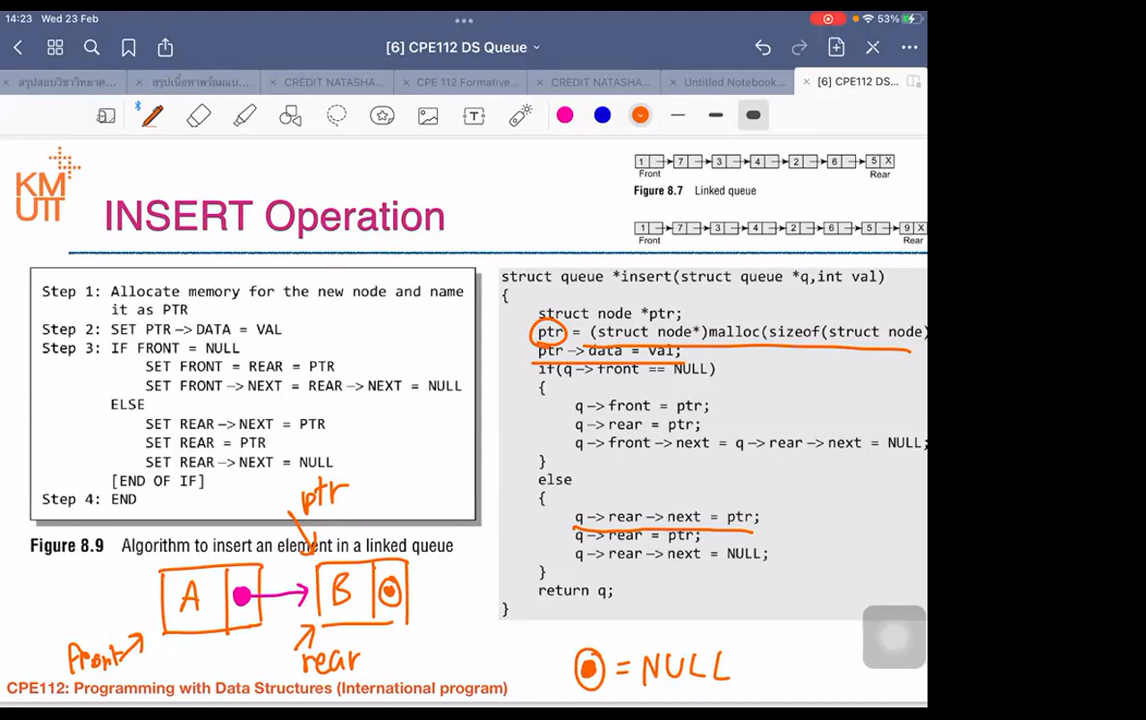 14:23 Wed 23 Feb
53%
[6] CPE112 DS Queue
สรุปสอบวิชาวิทยาศ...
สรุปเนื้อหาพร้อมแบ...
CREDIT NATASHA...
CPE 112 Formative...
CREDIT NATASHA...
Untitled Notebook...
[6] CPE112 DS...
KM
UTT
INSERT Operation
1 7 3 4 2 6 5 X
Front Rear
Figure 8.7 Linked queue
1 7 3 4 2 6 5 9 X
Front Rear
Step 1: Allocate memory for the new node and name
it as PTR
Step 2: SET PTR->DATA = VAL
Step 3: IF FRONT = NULL
SET FRONT = REAR = PTR
SET FRONT->NEXT = REAR->NEXT = NULL
ELSE
SET REAR->NEXT = PTR
SET REAR = PTR
SET REAR->NEXT = NULL
[END OF IF]
Step 4: END
Figure 8.9 Algorithm to insert an element in a linked queue
struct queue *insert(struct queue *q,int val)
{
struct node *ptr;
ptr = (struct node*)malloc(sizeof(struct node)
ptr->data = val;
if(q->front == NULL)
{
q->front = ptr;
q->rear = ptr;
q->front->next = q->rear->next = NULL;
}
else
{
q->rear->next = ptr;
q->rear = ptr;
q->rear->next = NULL;
}
return q;
}
ptr
A B
front
rear
= NULL
CPE112: Programming with Data Structures (International program)